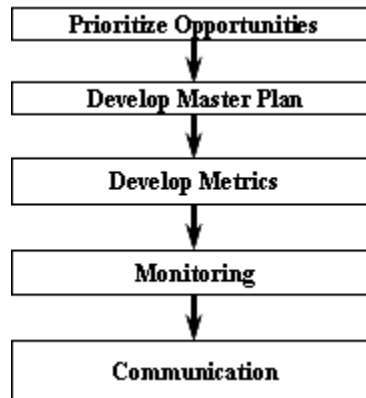 Prioritize Opportunities
Develop Master Plan
Develop Metrics
Monitoring
Communication